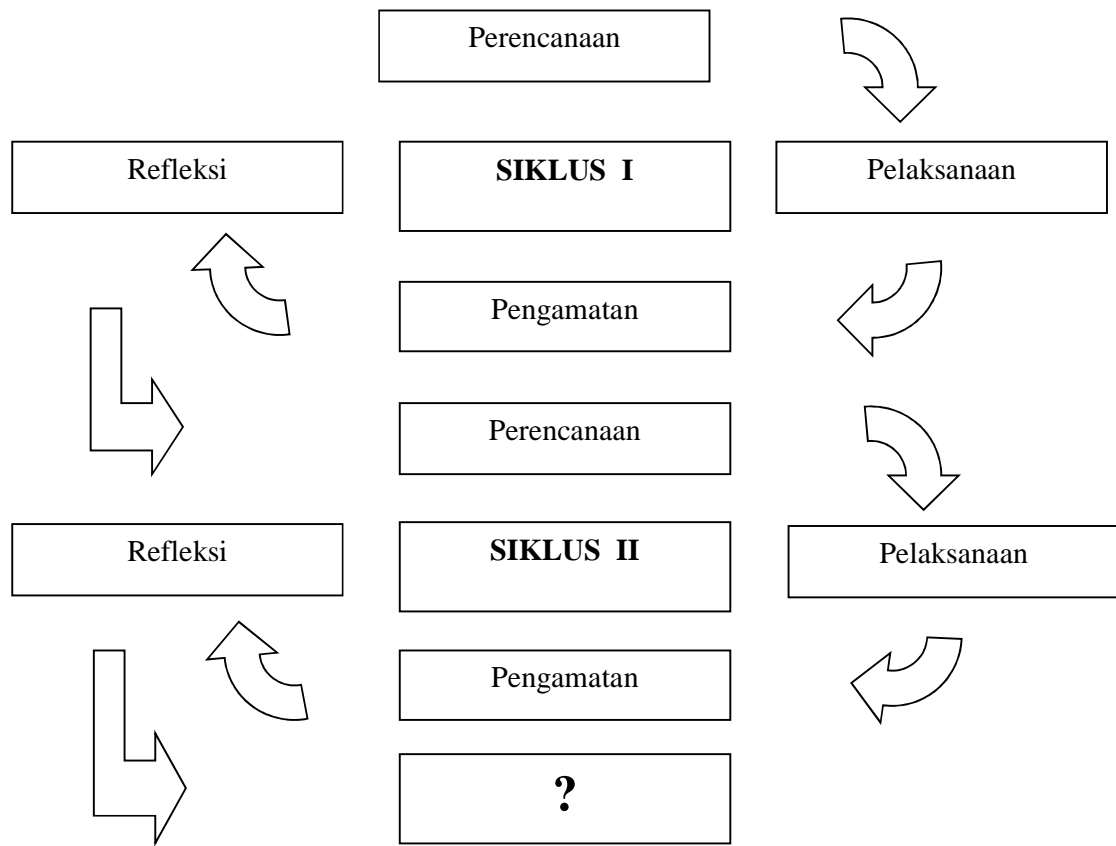 Perencanaan
Refleksi
SIKLUS I
Pelaksanaan
Pengamatan
Perencanaan
Refleksi
SIKLUS II
Pelaksanaan
Pengamatan
?